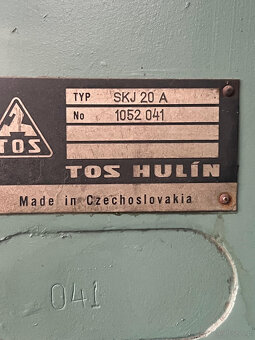 TYP SKJ 20 A
No 1052 041
TOS
TOS HULÍN
Made in Czechoslovakia
041